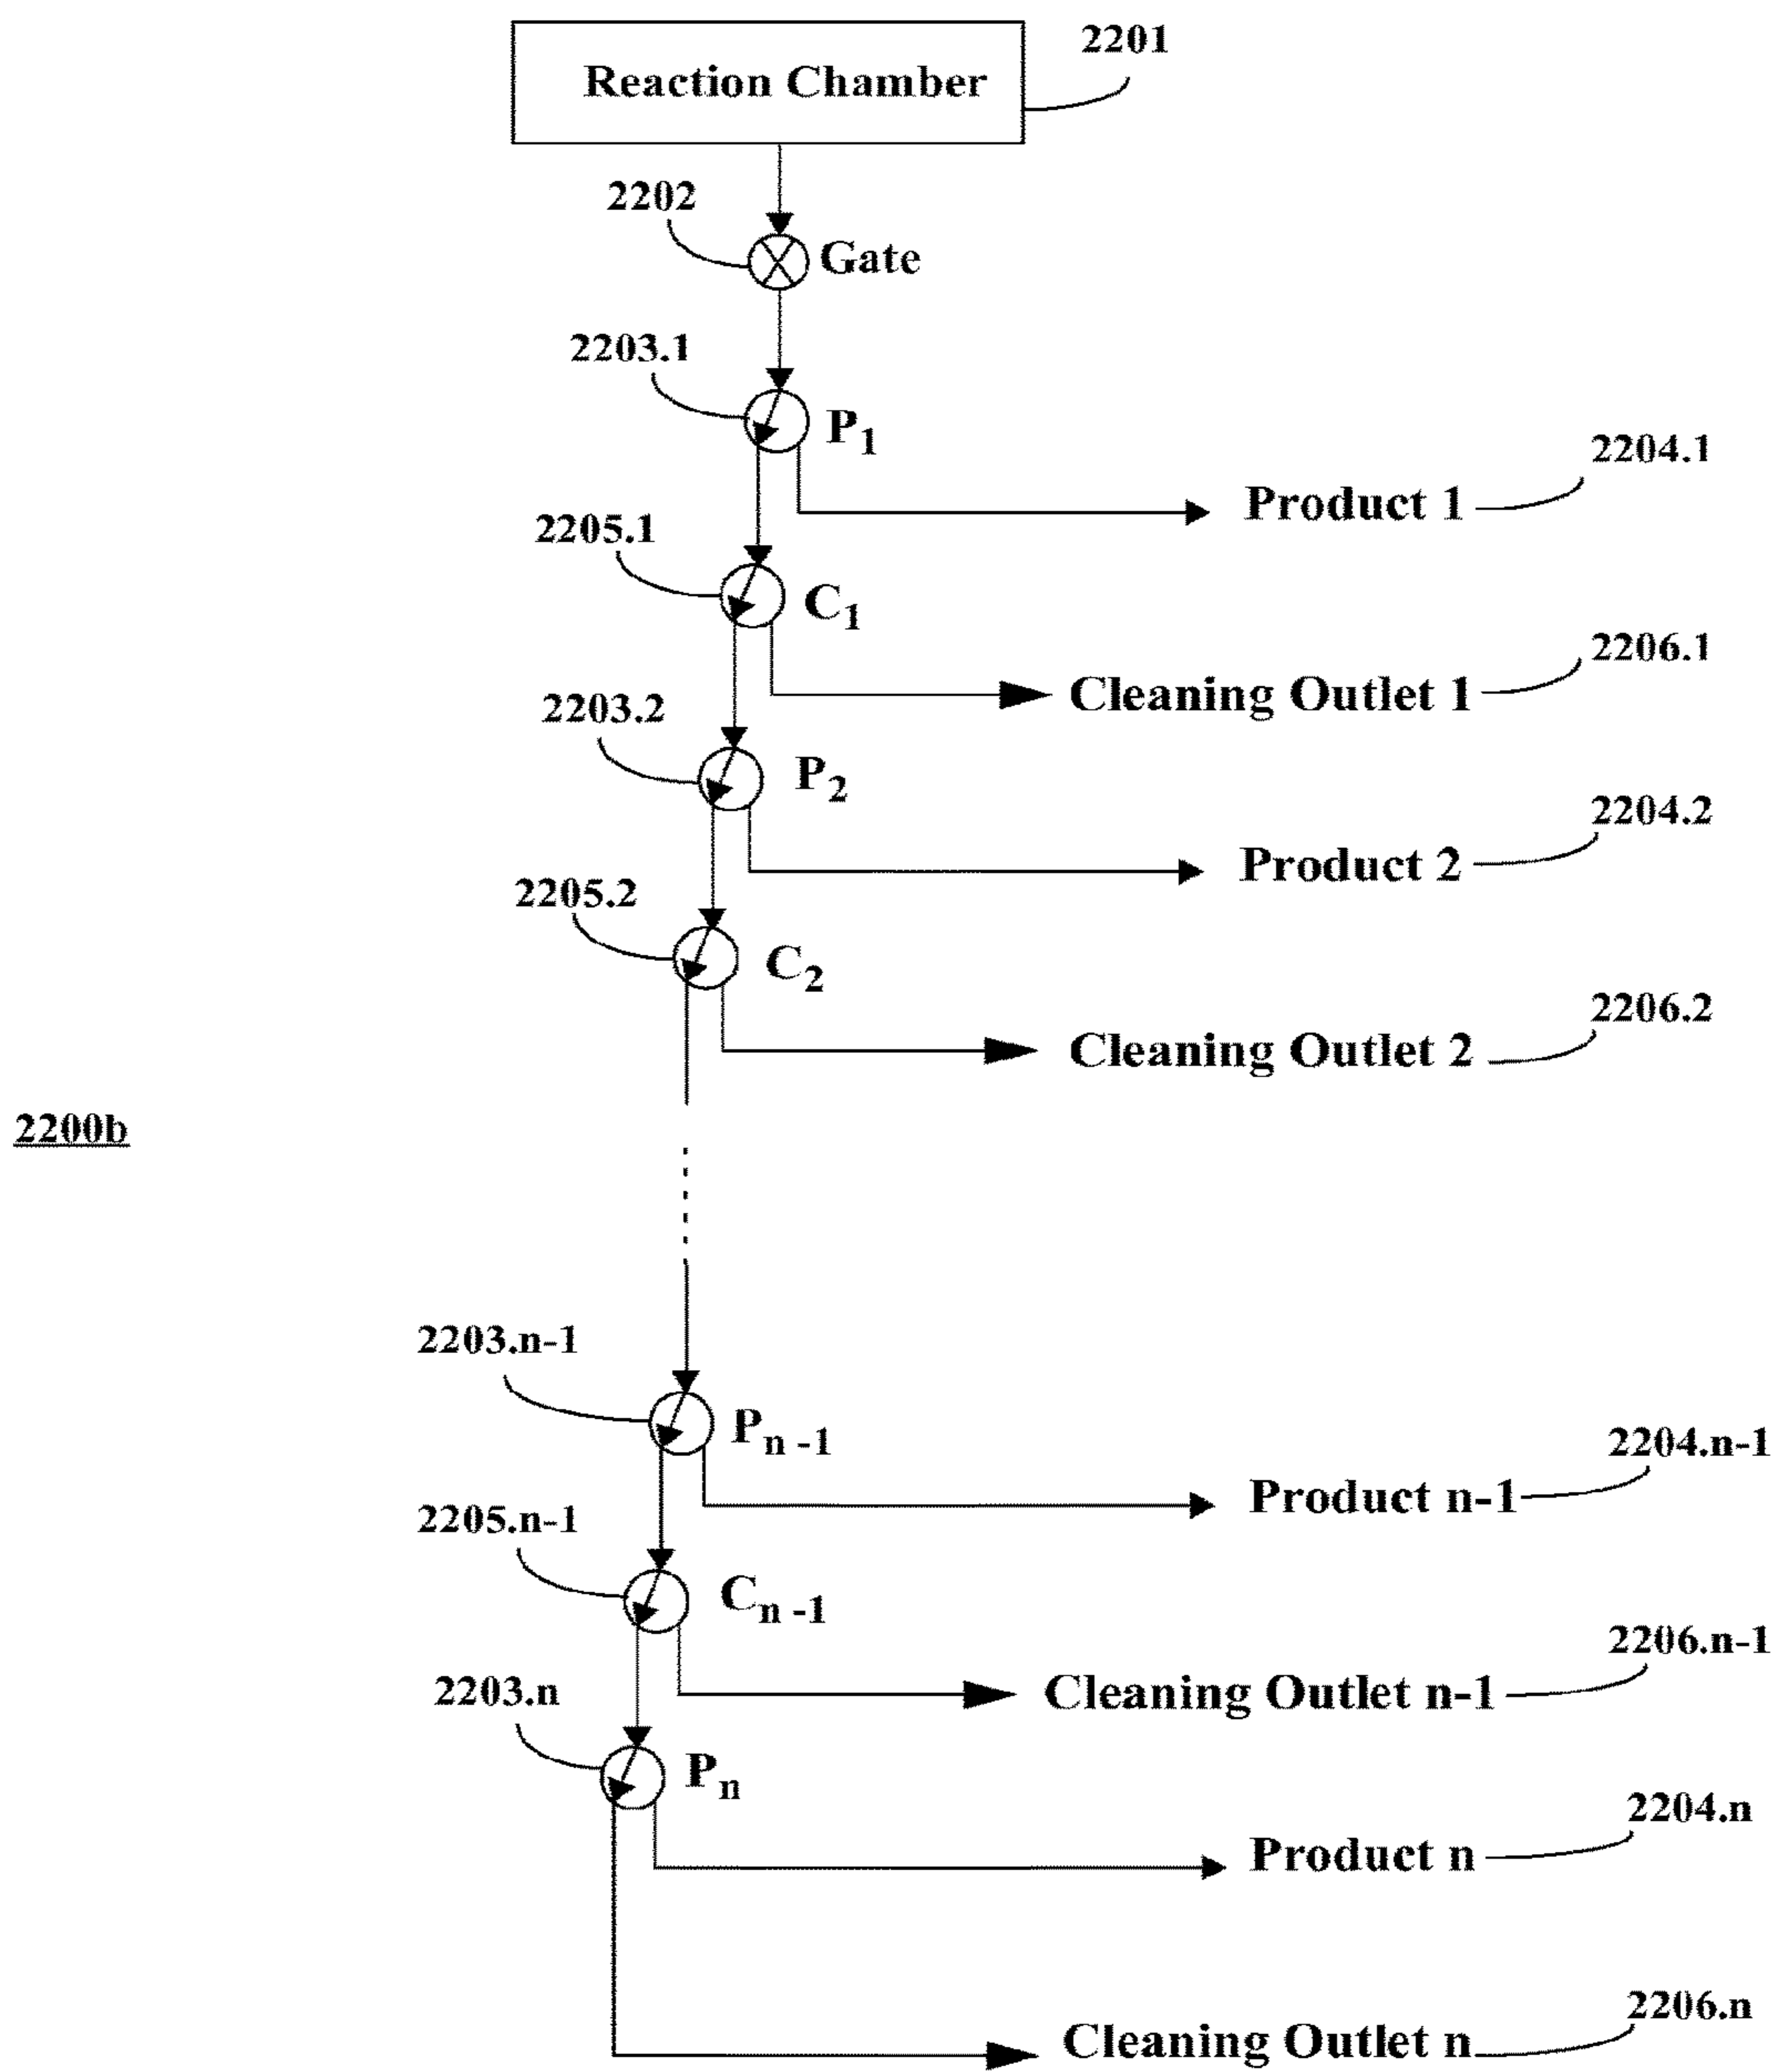 2201
Reaction Chamber
2202
Gate
2203.1
P1
2204.1
Product 1
2205.1
C1
2206.1
Cleaning Outlet 1
2203.2
P2
2204.2
Product 2
2205.2
C2
2206.2
Cleaning Outlet 2
2200b
2203.n-1
Pn -1
2204.n-1
Product n-1
2205.n-1
Cn -1
2206.n-1
Cleaning Outlet n-1
2203.n
Pn
2204.n
Product n
2206.n
Cleaning Outlet n